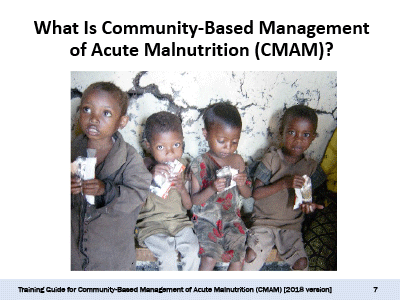 What Is Community-Based Management
of Acute Malnutrition (CMAM)?
Training Guide for Community-Based Management of Acute Malnutrition (CMAM) [2018 version]
7